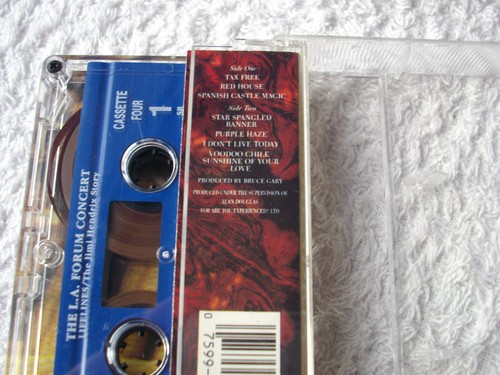 Side One
TAX FREE
RED HOUSE
SPANISH CASTLE MAGIC
Side Two
STAR SPANGLED
BANNER
PURPLE HAZE
I DON'T LIVE TODAY
VOODOO CHILE
SUNSHINE OF YOUR
LOVE
PRODUCED BY BRUCE GARY
PRODUCED UNDER THE SUPERVISION OF
ALAN DOUGLAS
FOR ARE YOU EXPERIENCED? LTD
0 7599-
CASSETTE
FOUR
1
SR
THE L.A. FORUM CONCERT
LIFELINES/The Jimi Hendrix Story